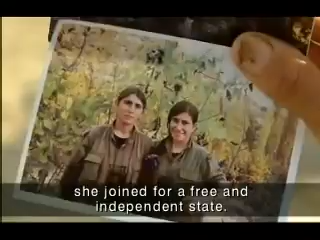 she joined for a free and
independent state.